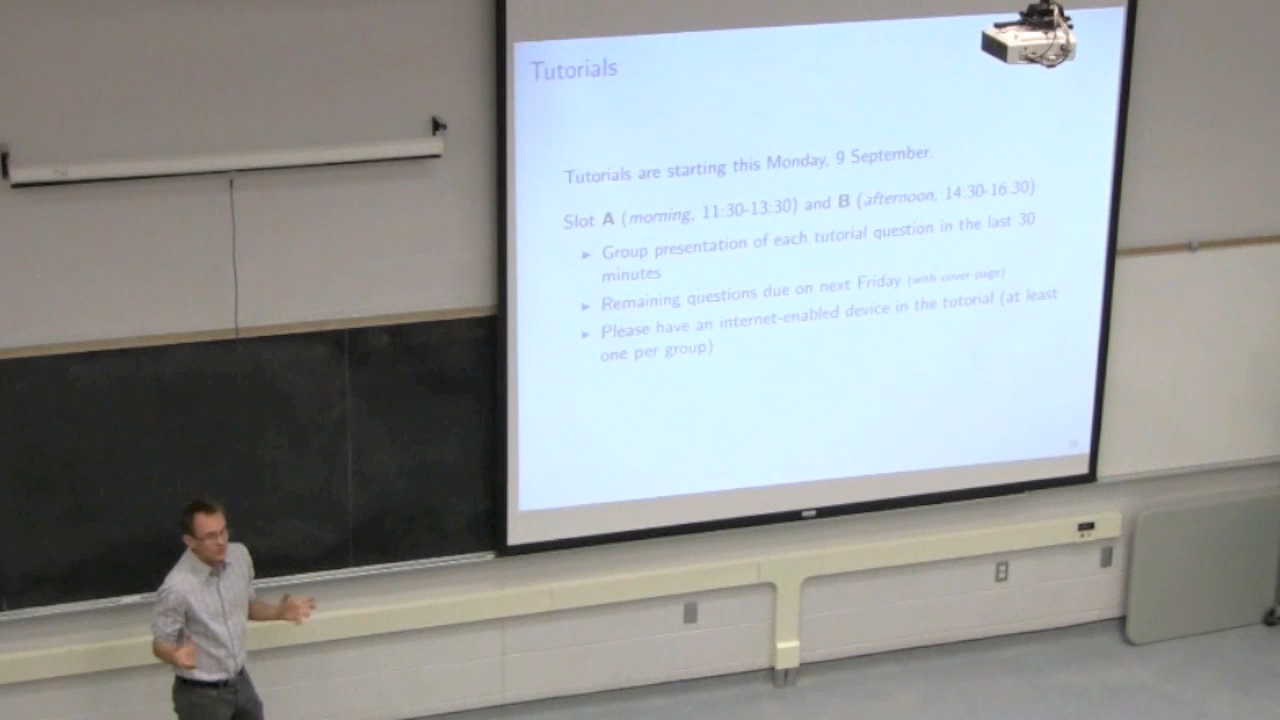 Tutorials
Tutorials are starting this Monday, 9 September.
Slot A (morning, 11:30-13:30) and B (afternoon, 14:30-16:30)
► Group presentation of each tutorial question in the last 30
minutes
► Remaining questions due on next Friday (with cover page)
► Please have an internet-enabled device in the tutorial (at least
one per group)